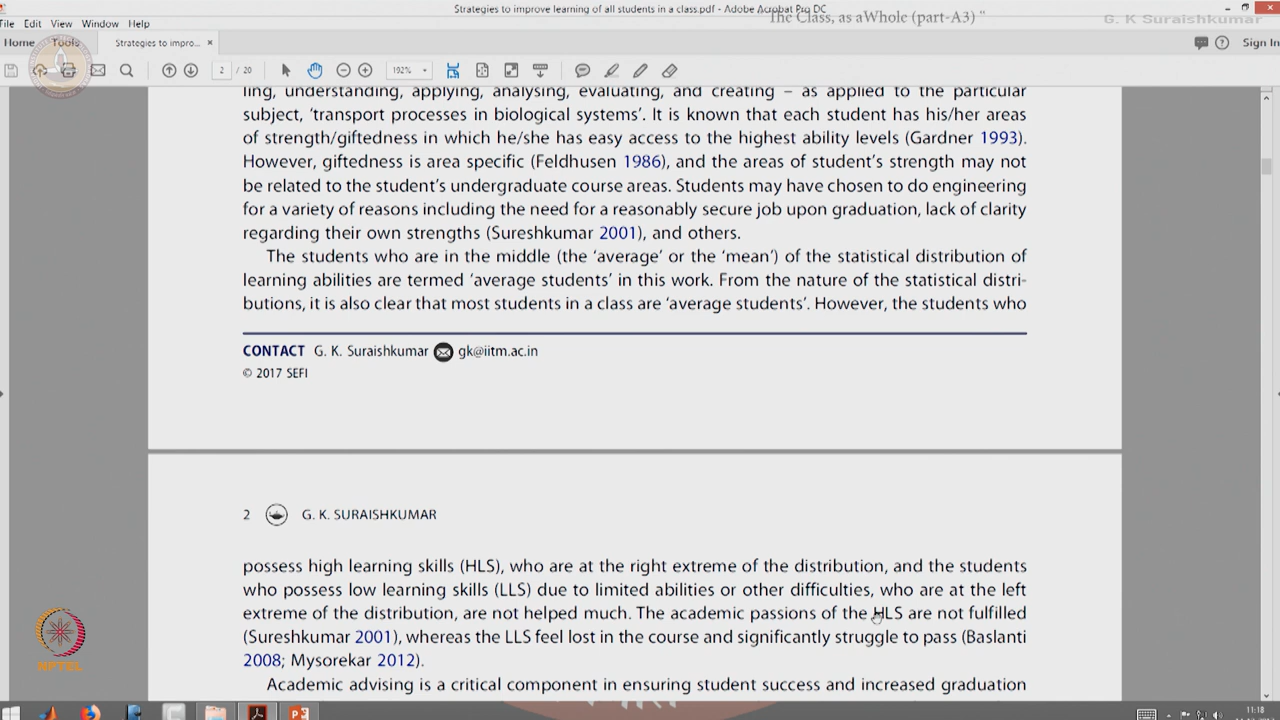 Strategies to improve learning of all students in a class.pdf - Adobe Acrobat Pro DC
The Class, as aWhole (part-A3) “
G. K Suraishkumar
File Edit View Window Help
Home Tools Strategies to impro... × Sign In
2 / 20 192%
ling, understanding, applying, analysing, evaluating, and creating – as applied to the particular
subject, ‘transport processes in biological systems’. It is known that each student has his/her areas
of strength/giftedness in which he/she has easy access to the highest ability levels (Gardner 1993).
However, giftedness is area specific (Feldhusen 1986), and the areas of student’s strength may not
be related to the student’s undergraduate course areas. Students may have chosen to do engineering
for a variety of reasons including the need for a reasonably secure job upon graduation, lack of clarity
regarding their own strengths (Sureshkumar 2001), and others.
The students who are in the middle (the ‘average’ or the ‘mean’) of the statistical distribution of
learning abilities are termed ‘average students’ in this work. From the nature of the statistical distri-
butions, it is also clear that most students in a class are ‘average students’. However, the students who
CONTACT G. K. Suraishkumar gk@iitm.ac.in
© 2017 SEFI
2 G. K. SURAISHKUMAR
possess high learning skills (HLS), who are at the right extreme of the distribution, and the students
who possess low learning skills (LLS) due to limited abilities or other difficulties, who are at the left
extreme of the distribution, are not helped much. The academic passions of the HLS are not fulfilled
(Sureshkumar 2001), whereas the LLS feel lost in the course and significantly struggle to pass (Baslanti
2008; Mysorekar 2012).
Academic advising is a critical component in ensuring student success and increased graduation
NPTEL
11:18